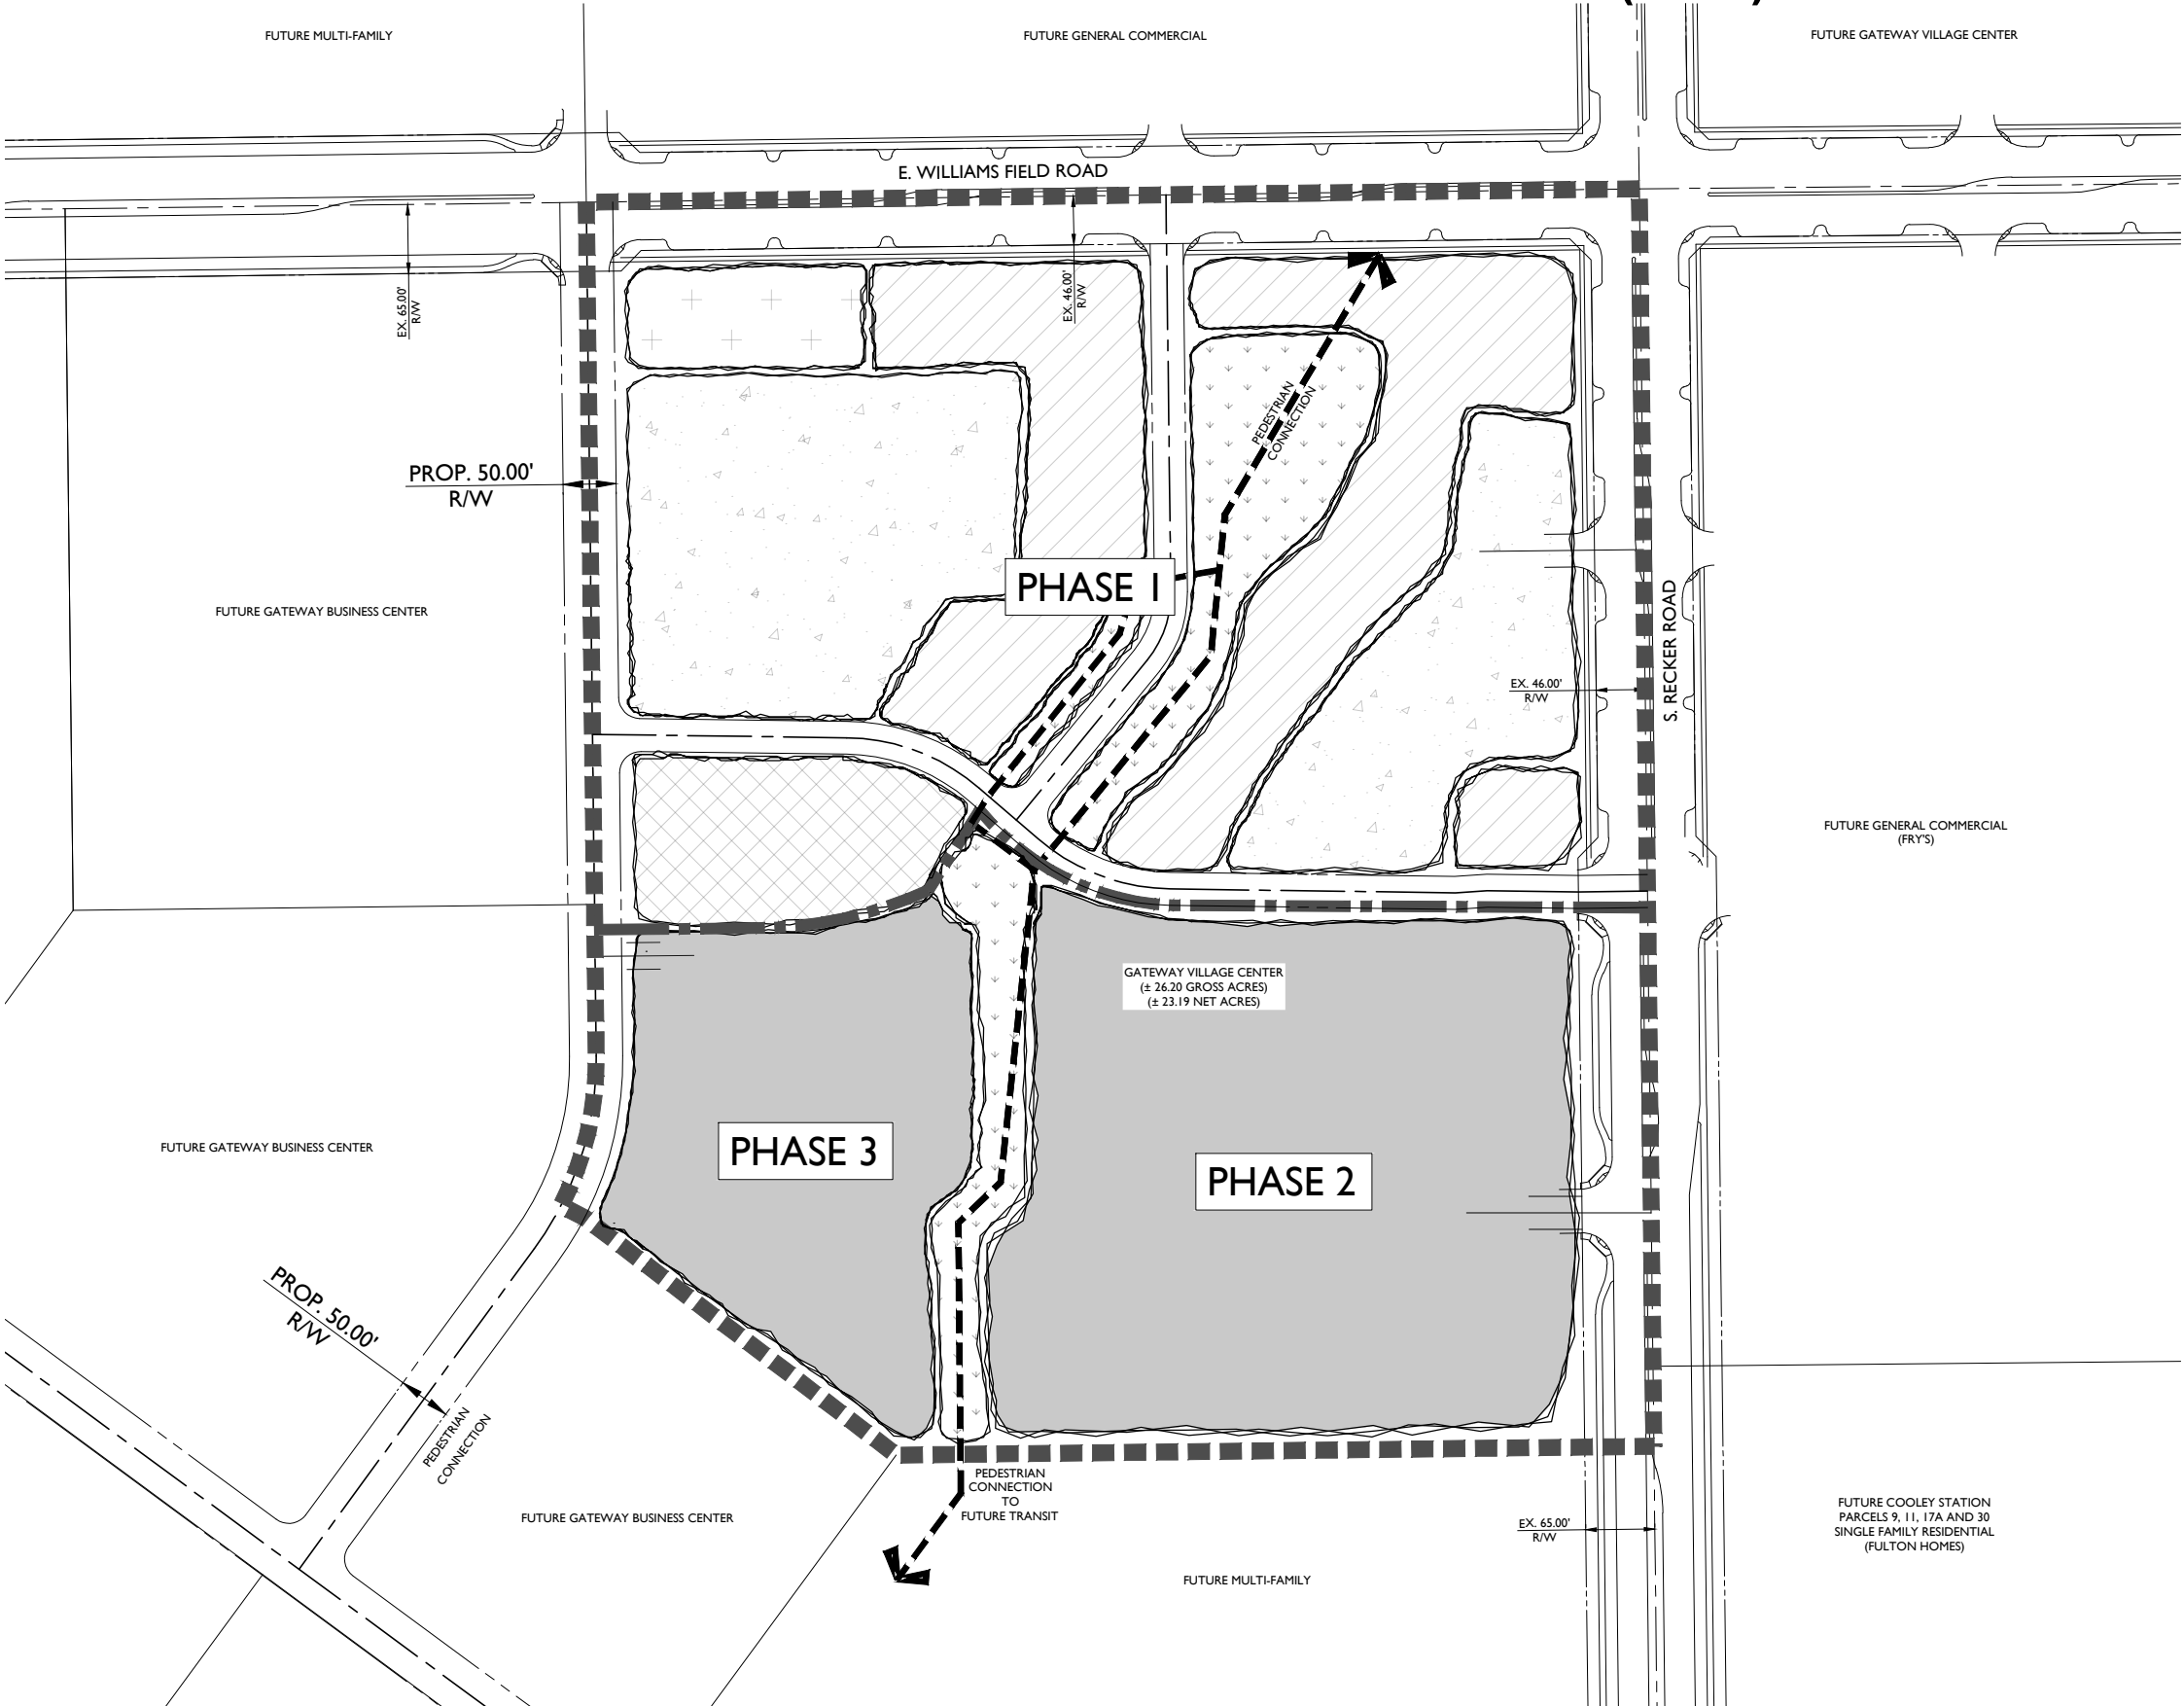 FUTURE MULTI-FAMILY
FUTURE GENERAL COMMERCIAL
FUTURE GATEWAY VILLAGE CENTER
E. WILLIAMS FIELD ROAD
EX. 65.00'
R/W
EX. 46.00'
R/W
PEDESTRIAN
CONNECTION
PROP. 50.00'
R/W
PHASE 1
FUTURE GATEWAY BUSINESS CENTER
S. RECKER ROAD
EX. 46.00'
R/W
FUTURE GENERAL COMMERCIAL
(FRY'S)
GATEWAY VILLAGE CENTER
(± 26.20 GROSS ACRES)
(± 23.19 NET ACRES)
FUTURE GATEWAY BUSINESS CENTER
PHASE 3
PHASE 2
PROP. 50.00'
R/W
PEDESTRIAN
CONNECTION
PEDESTRIAN
CONNECTION
TO
FUTURE TRANSIT
FUTURE GATEWAY BUSINESS CENTER
EX. 65.00'
R/W
FUTURE COOLEY STATION
PARCELS 9, 11, 17A AND 30
SINGLE FAMILY RESIDENTIAL
(FULTON HOMES)
FUTURE MULTI-FAMILY